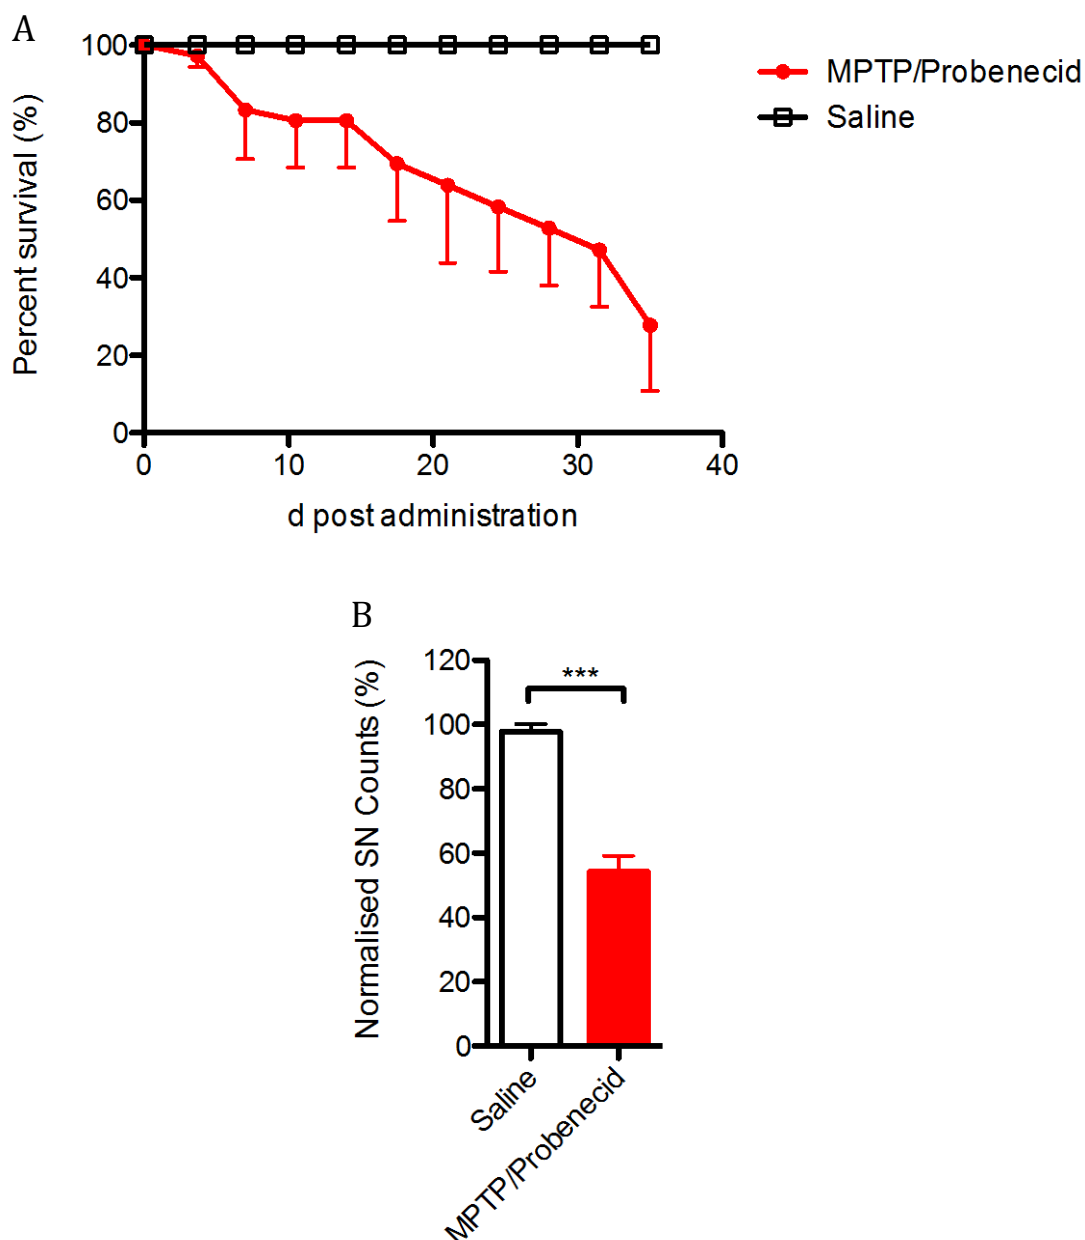 A
Percent survival (%)
100
80
60
40
20
0
0 10 20 30 40
d post administration
MPTP/Probenecid
Saline
B
Normalised SN Counts (%)
120
100
80
60
40
20
0
***
Saline
MPTP/Probenecid